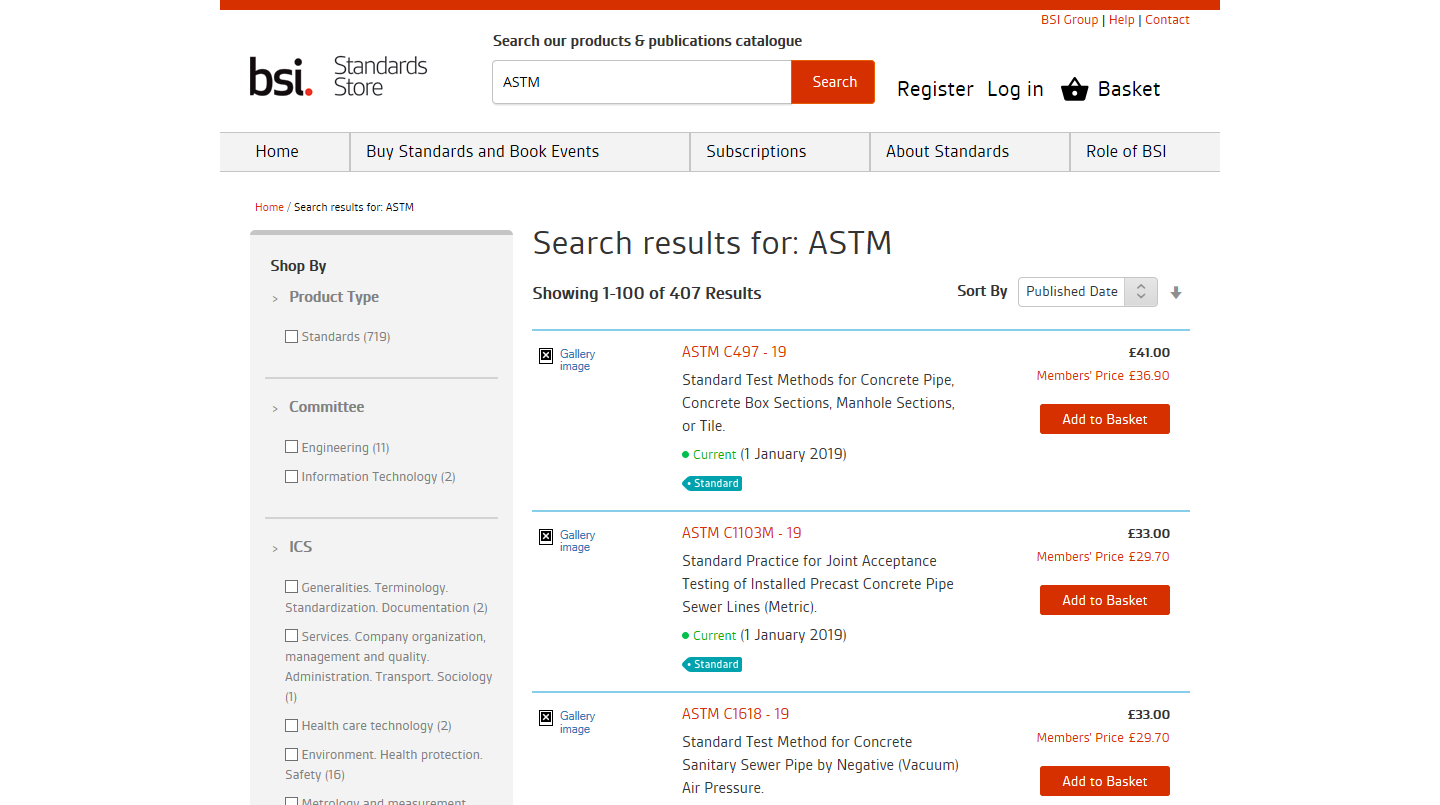 BSI Group | Help | Contact
Search our products & publications catalogue
bsi. Standards
Store
ASTM
Search
Register Log in Basket
Home
Buy Standards and Book Events
Subscriptions
About Standards
Role of BSI
Home / Search results for: ASTM
Shop By
> Product Type
Standards (719)
> Committee
Engineering (11)
Information Technology (2)
> ICS
Generalities. Terminology.
Standardization. Documentation (2)
Services. Company organization,
management and quality.
Administration. Transport. Sociology
(1)
Health care technology (2)
Environment. Health protection.
Safety (16)
Metrology and measurement.
Search results for: ASTM
Showing 1-100 of 407 Results
Sort By
Published Date
Gallery
image
ASTM C497 - 19
Standard Test Methods for Concrete Pipe,
Concrete Box Sections, Manhole Sections,
or Tile.
Current (1 January 2019)
Standard
£41.00
Members' Price £36.90
Add to Basket
Gallery
image
ASTM C1103M - 19
Standard Practice for Joint Acceptance
Testing of Installed Precast Concrete Pipe
Sewer Lines (Metric).
Current (1 January 2019)
Standard
£33.00
Members' Price £29.70
Add to Basket
Gallery
image
ASTM C1618 - 19
Standard Test Method for Concrete
Sanitary Sewer Pipe by Negative (Vacuum)
Air Pressure.
£33.00
Members' Price £29.70
Add to Basket